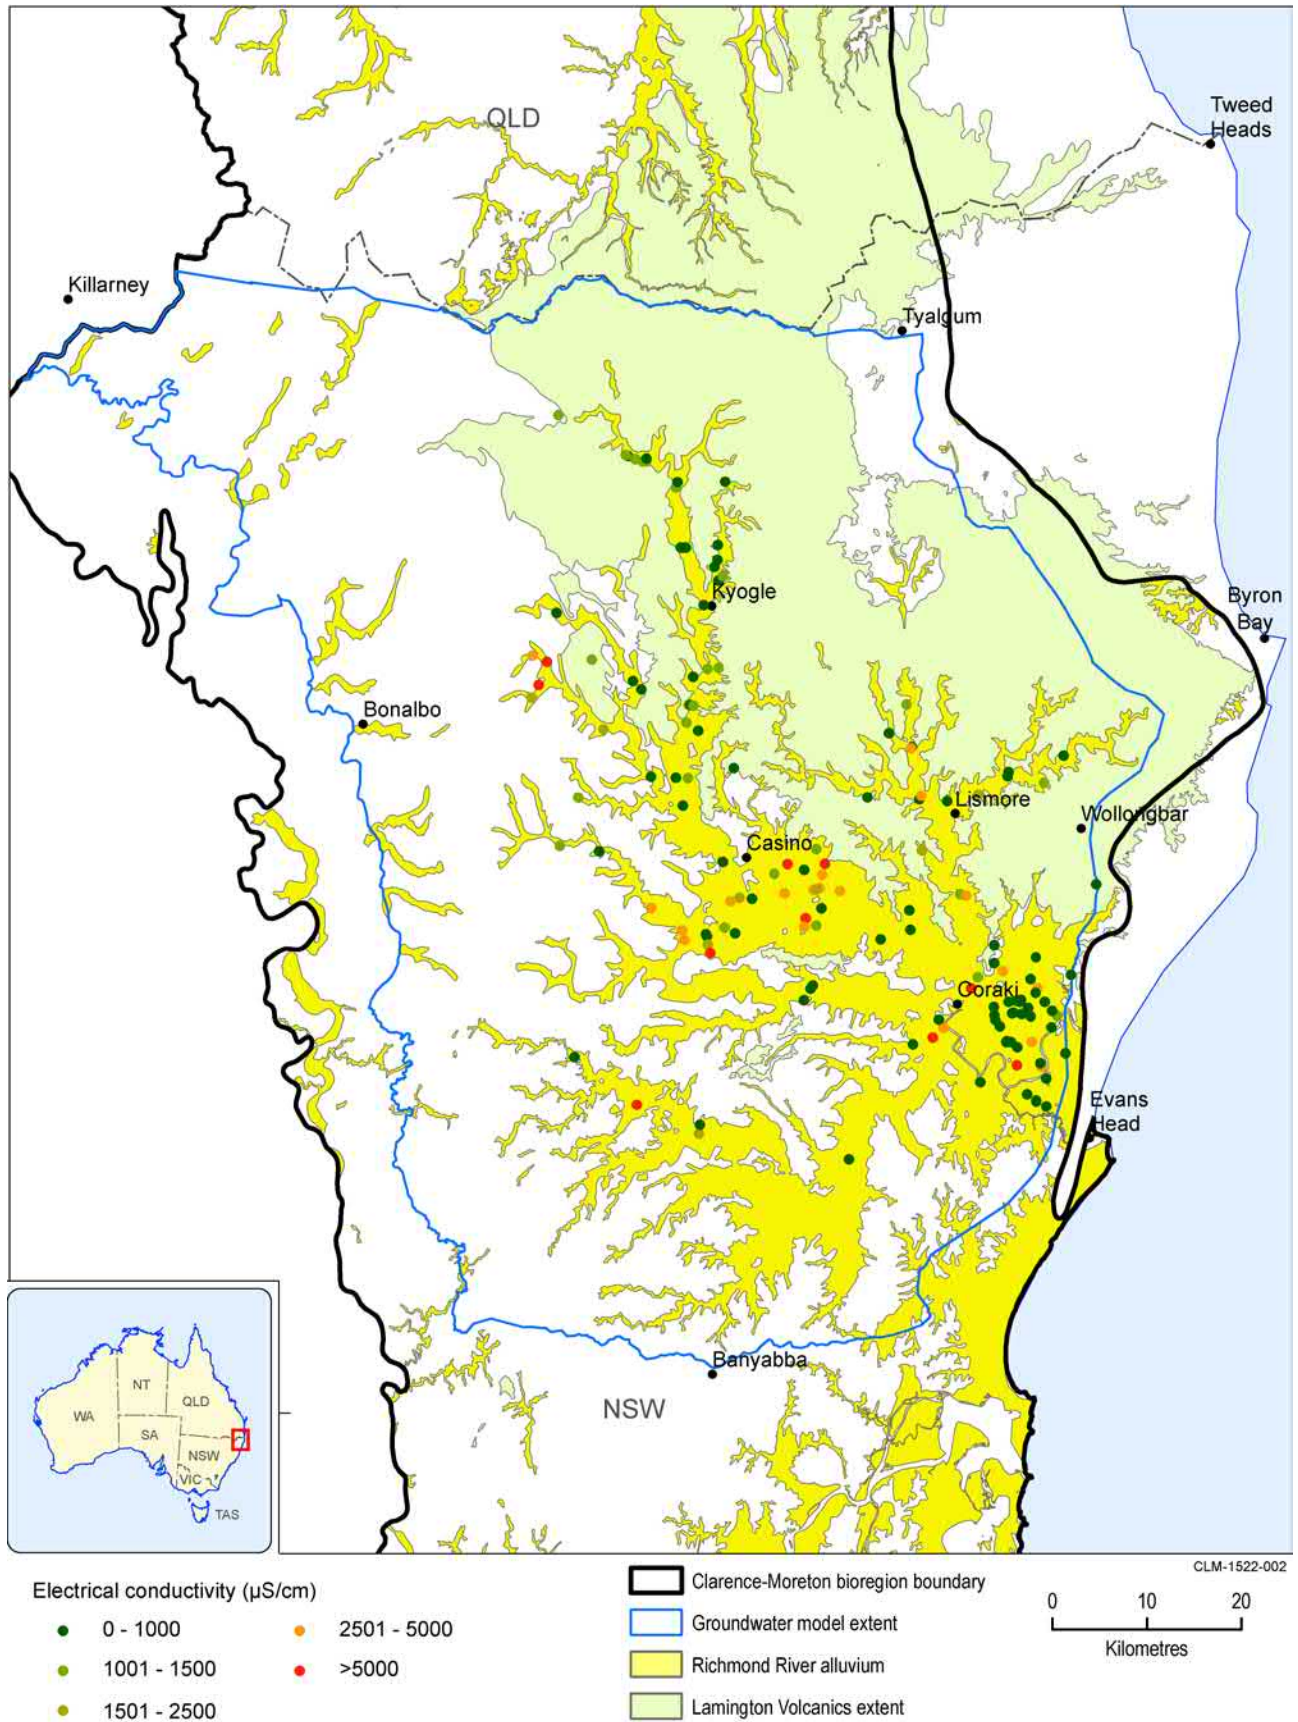 QLD
Tweed
Heads
Killarney
Tyalgum
Kyogle
Byron
Bay
Bonalbo
Lismore
Wollongbar
Casino
Coraki
Evans
Head
Banyabba
NSW
NT
QLD
WA
SA
NSW
VIC
TAS
CLM-1522-002
Electrical conductivity (µS/cm)
0 - 1000
1001 - 1500
1501 - 2500
2501 - 5000
>5000
Clarence-Moreton bioregion boundary
Groundwater model extent
Richmond River alluvium
Lamington Volcanics extent
0 10 20
Kilometres